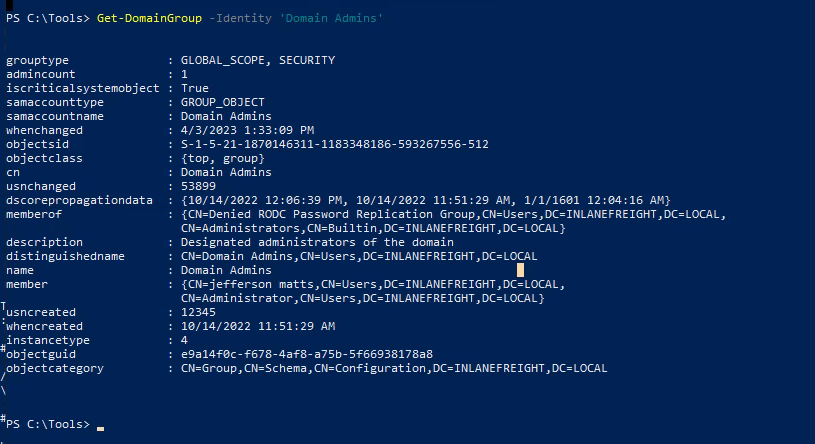 PS C:\Tools> Get-DomainGroup -Identity 'Domain Admins'
grouptype : GLOBAL_SCOPE, SECURITY
admincount : 1
iscriticalsystemobject : True
samaccounttype : GROUP_OBJECT
samaccountname : Domain Admins
whenchanged : 4/3/2023 1:33:09 PM
objectsid : S-1-5-21-1870146311-1183348186-593267556-512
objectclass : {top, group}
cn : Domain Admins
usnchanged : 53899
dscorepropagationdata : {10/14/2022 12:06:39 PM, 10/14/2022 11:51:29 AM, 1/1/1601 12:04:16 AM}
memberof : {CN=Denied RODC Password Replication Group,CN=Users,DC=INLANEFREIGHT,DC=LOCAL,
CN=Administrators,CN=Builtin,DC=INLANEFREIGHT,DC=LOCAL}
description : Designated administrators of the domain
distinguishedname : CN=Domain Admins,CN=Users,DC=INLANEFREIGHT,DC=LOCAL
name : Domain Admins
member : {CN=jefferson matts,CN=Users,DC=INLANEFREIGHT,DC=LOCAL,
CN=Administrator,CN=Users,DC=INLANEFREIGHT,DC=LOCAL}
usncreated : 12345
whencreated : 10/14/2022 11:51:29 AM
instancetype : 4
objectguid : e9a14f0c-f678-4af8-a75b-5f66938178a8
objectcategory : CN=Group,CN=Schema,CN=Configuration,DC=INLANEFREIGHT,DC=LOCAL
PS C:\Tools>